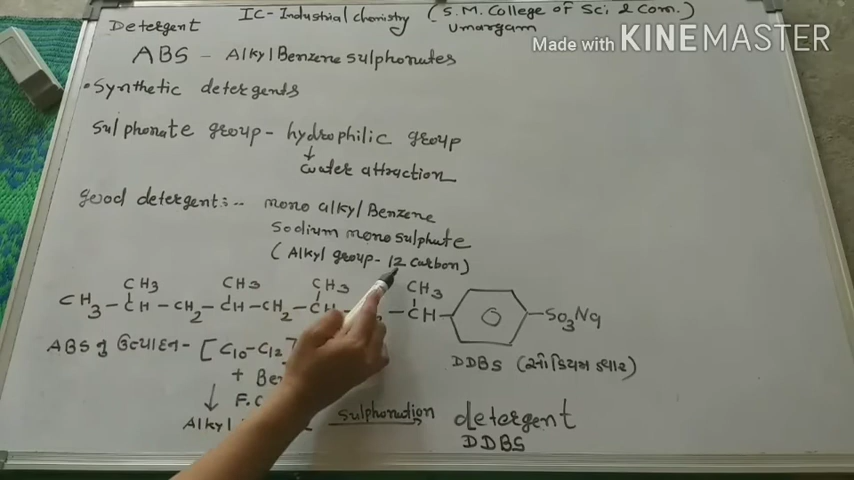 Detergent IC-Industrial chemistry (S.M. College of Sci & Com.)
Umargam
Made with KINEMASTER
ABS - Alkyl Benzene sulphonates
• Synthetic detergents
Sulphonate group - hydrophilic group
↓
water attraction
good detergent:- mono alkyl Benzene
Sodium mono sulphate
(Alkyl group - 12 carbon)
CH3 CH3 CH3 CH3
CH3 - CH - CH2 - CH - CH2 - CH - CH - SO3Na
ABS નુ ઉત્પાદન - [C10-C12]
DDBS (સોડિયમ ક્ષાર)
+
↓ F.C
Alkyl sulphonation → detergent
DDBS